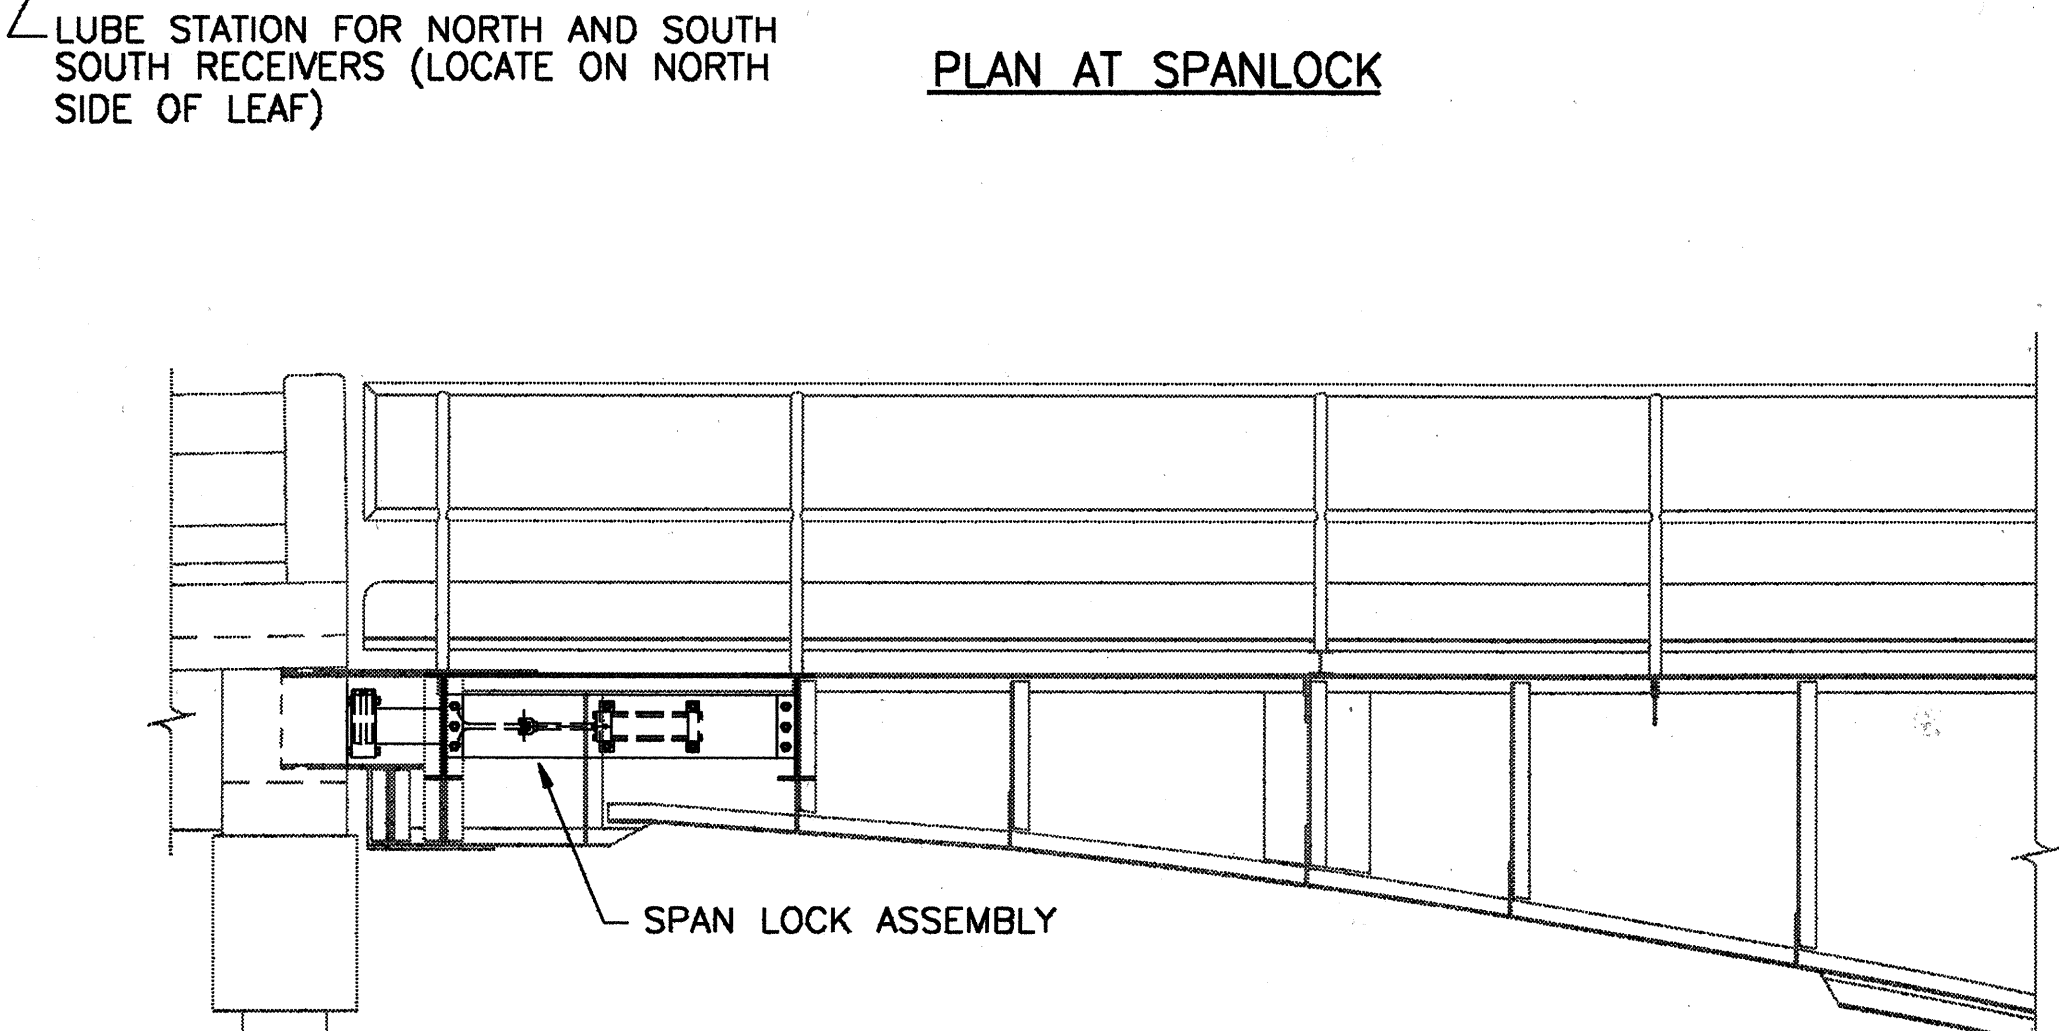 LUBE STATION FOR NORTH AND SOUTH
SOUTH RECEIVERS (LOCATE ON NORTH
SIDE OF LEAF)
PLAN AT SPANLOCK
SPAN LOCK ASSEMBLY